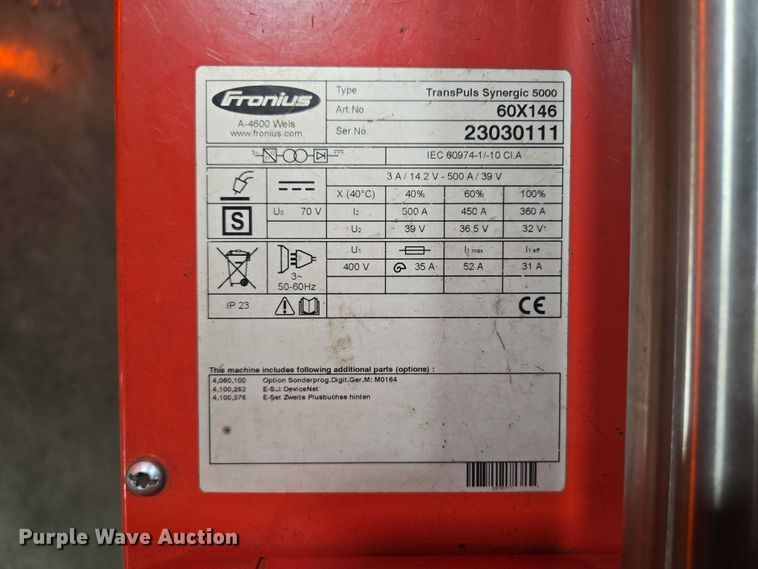 Fronius
A-4600 Wels
www.fronius.com
Type TransPuls Synergic 5000
Art.No. 60X146
Ser.No. 23030111
IEC 60974-1/-10 Cl.A
3 A / 14.2 V - 500 A / 39 V
X (40°C) 40% 60% 100%
S U0 70 V I2 500 A 450 A 360 A
U2 39 V 36.5 V 32 V
U1 I1 max I1 eff
3~ 50-60Hz
400 V 35 A 52 A 31 A
IP 23 CE
This machine includes following additional parts (options) :
4,060,100 Option Sonderprog.Digit.Ger.M: M0164
4,100,252 E-Set DeviceNet
4,100,376 E-Set Zweite Plusbuchse hinten
23030111
Purple Wave Auction